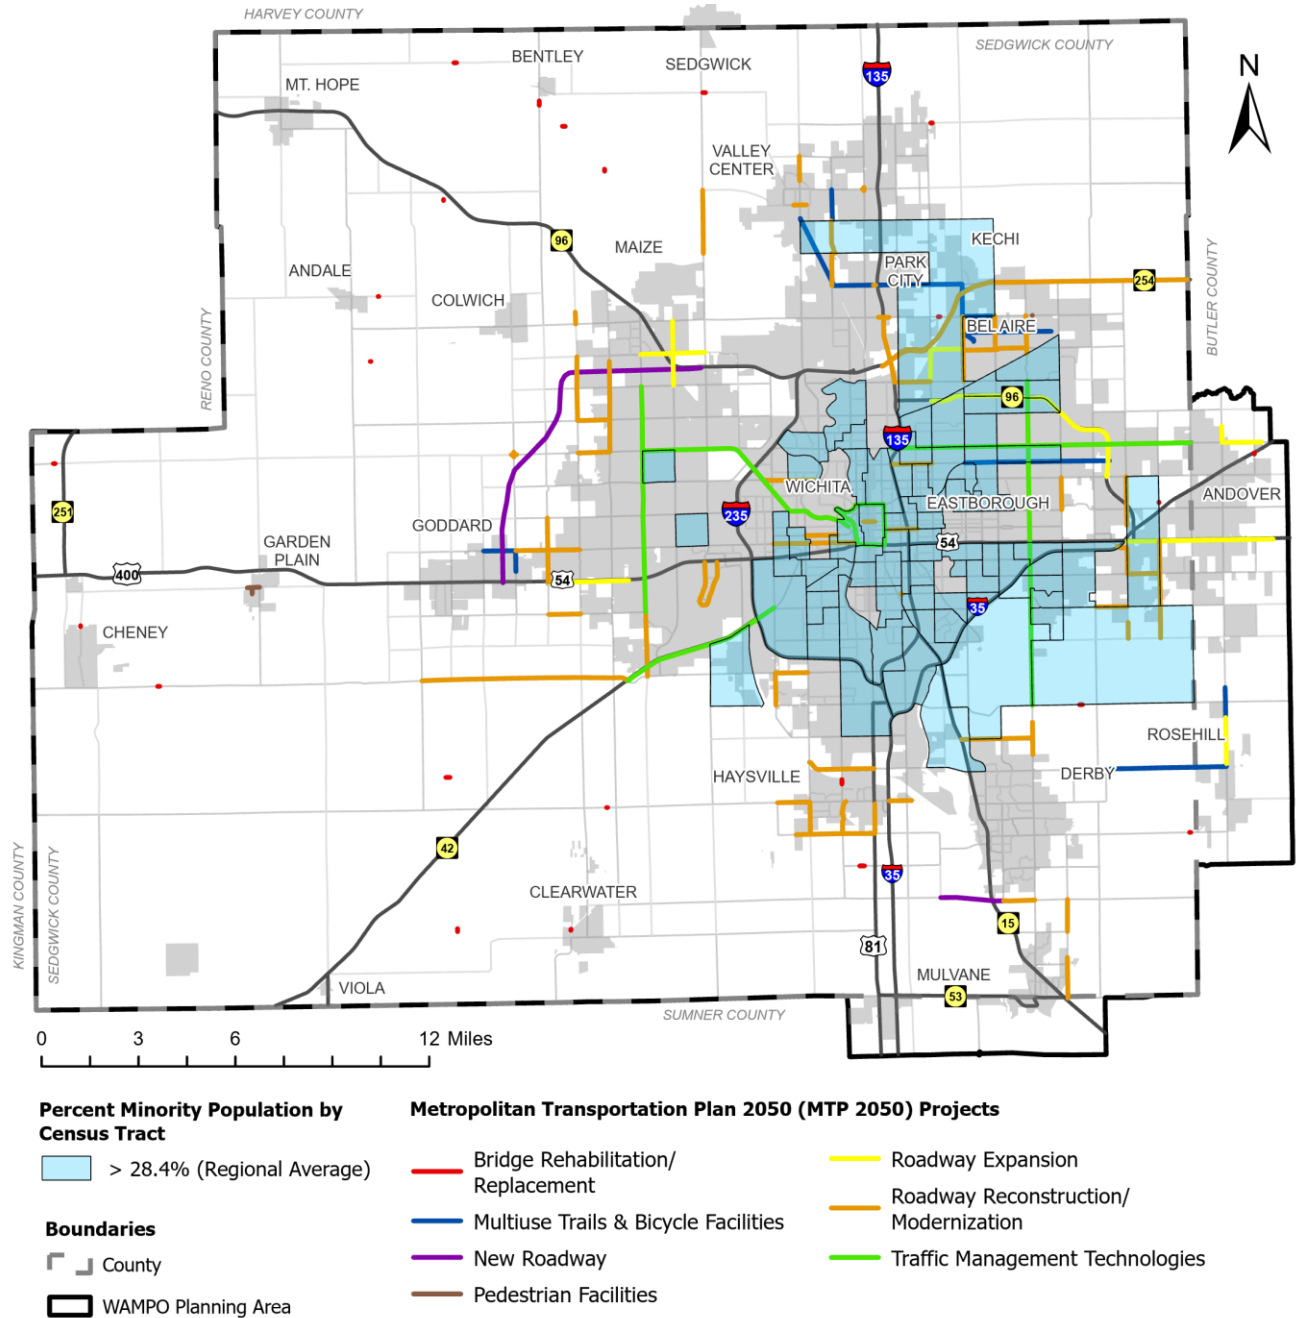 HARVEY COUNTY
SEDGWICK COUNTY
N
BENTLEY
SEDGWICK
135
MT. HOPE
VALLEY
CENTER
96
MAIZE
KECHI
PARK
CITY
254
BUTLER COUNTY
ANDALE
COLWICH
RENO COUNTY
BEL AIRE
96
135
WICHITA
EASTBOROUGH
ANDOVER
251
GODDARD
235
GARDEN
PLAIN
54
400
54
35
CHENEY
ROSEHILL
HAYSVILLE
DERBY
42
35
KINGMAN COUNTY
SEDGWICK COUNTY
CLEARWATER
15
81
VIOLA
MULVANE
53
SUMNER COUNTY
0 3 6 12 Miles
Percent Minority Population by
Census Tract
> 28.4% (Regional Average)
Boundaries
County
WAMPO Planning Area
Metropolitan Transportation Plan 2050 (MTP 2050) Projects
Bridge Rehabilitation/
Replacement
Multiuse Trails & Bicycle Facilities
New Roadway
Pedestrian Facilities
Roadway Expansion
Roadway Reconstruction/
Modernization
Traffic Management Technologies